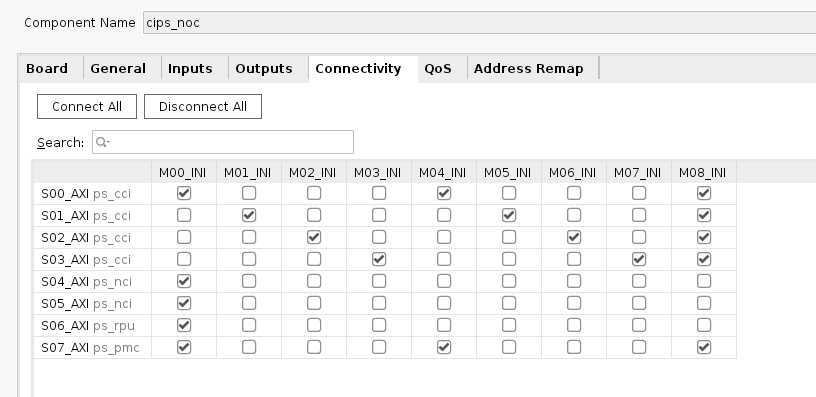 Component Name cips_noc
Board General Inputs Outputs Connectivity QoS Address Remap
Connect All Disconnect All
Search:
M00_INI M01_INI M02_INI M03_INI M04_INI M05_INI M06_INI M07_INI M08_INI
S00_AXI ps_cci
S01_AXI ps_cci
S02_AXI ps_cci
S03_AXI ps_cci
S04_AXI ps_nci
S05_AXI ps_nci
S06_AXI ps_rpu
S07_AXI ps_pmc